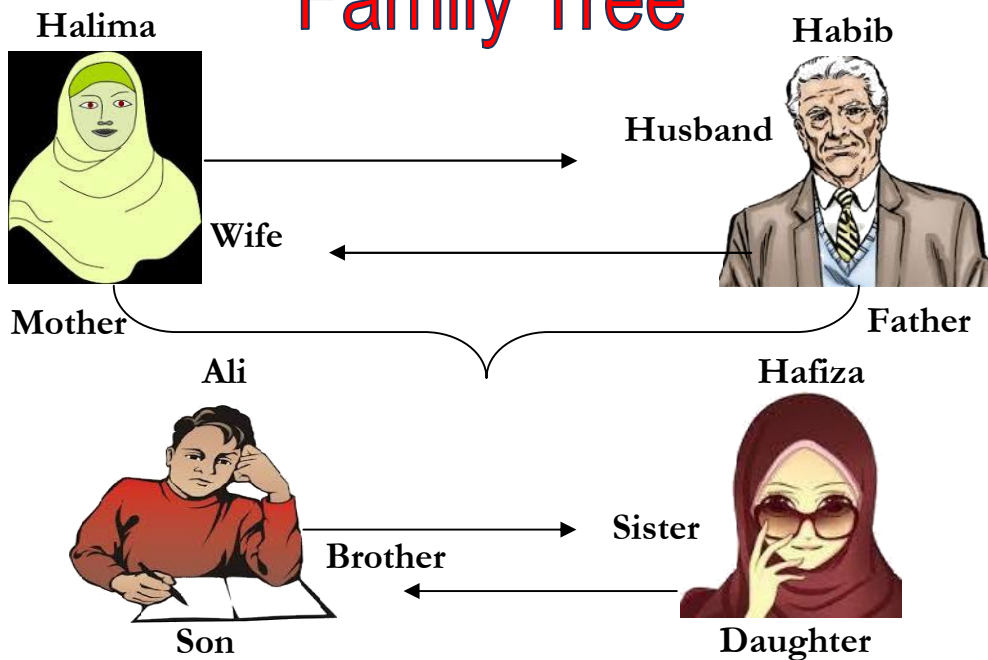 Family Tree
Halima
Habib
Husband
Wife
Mother
Father
Ali
Hafiza
Sister
Brother
Son
Daughter